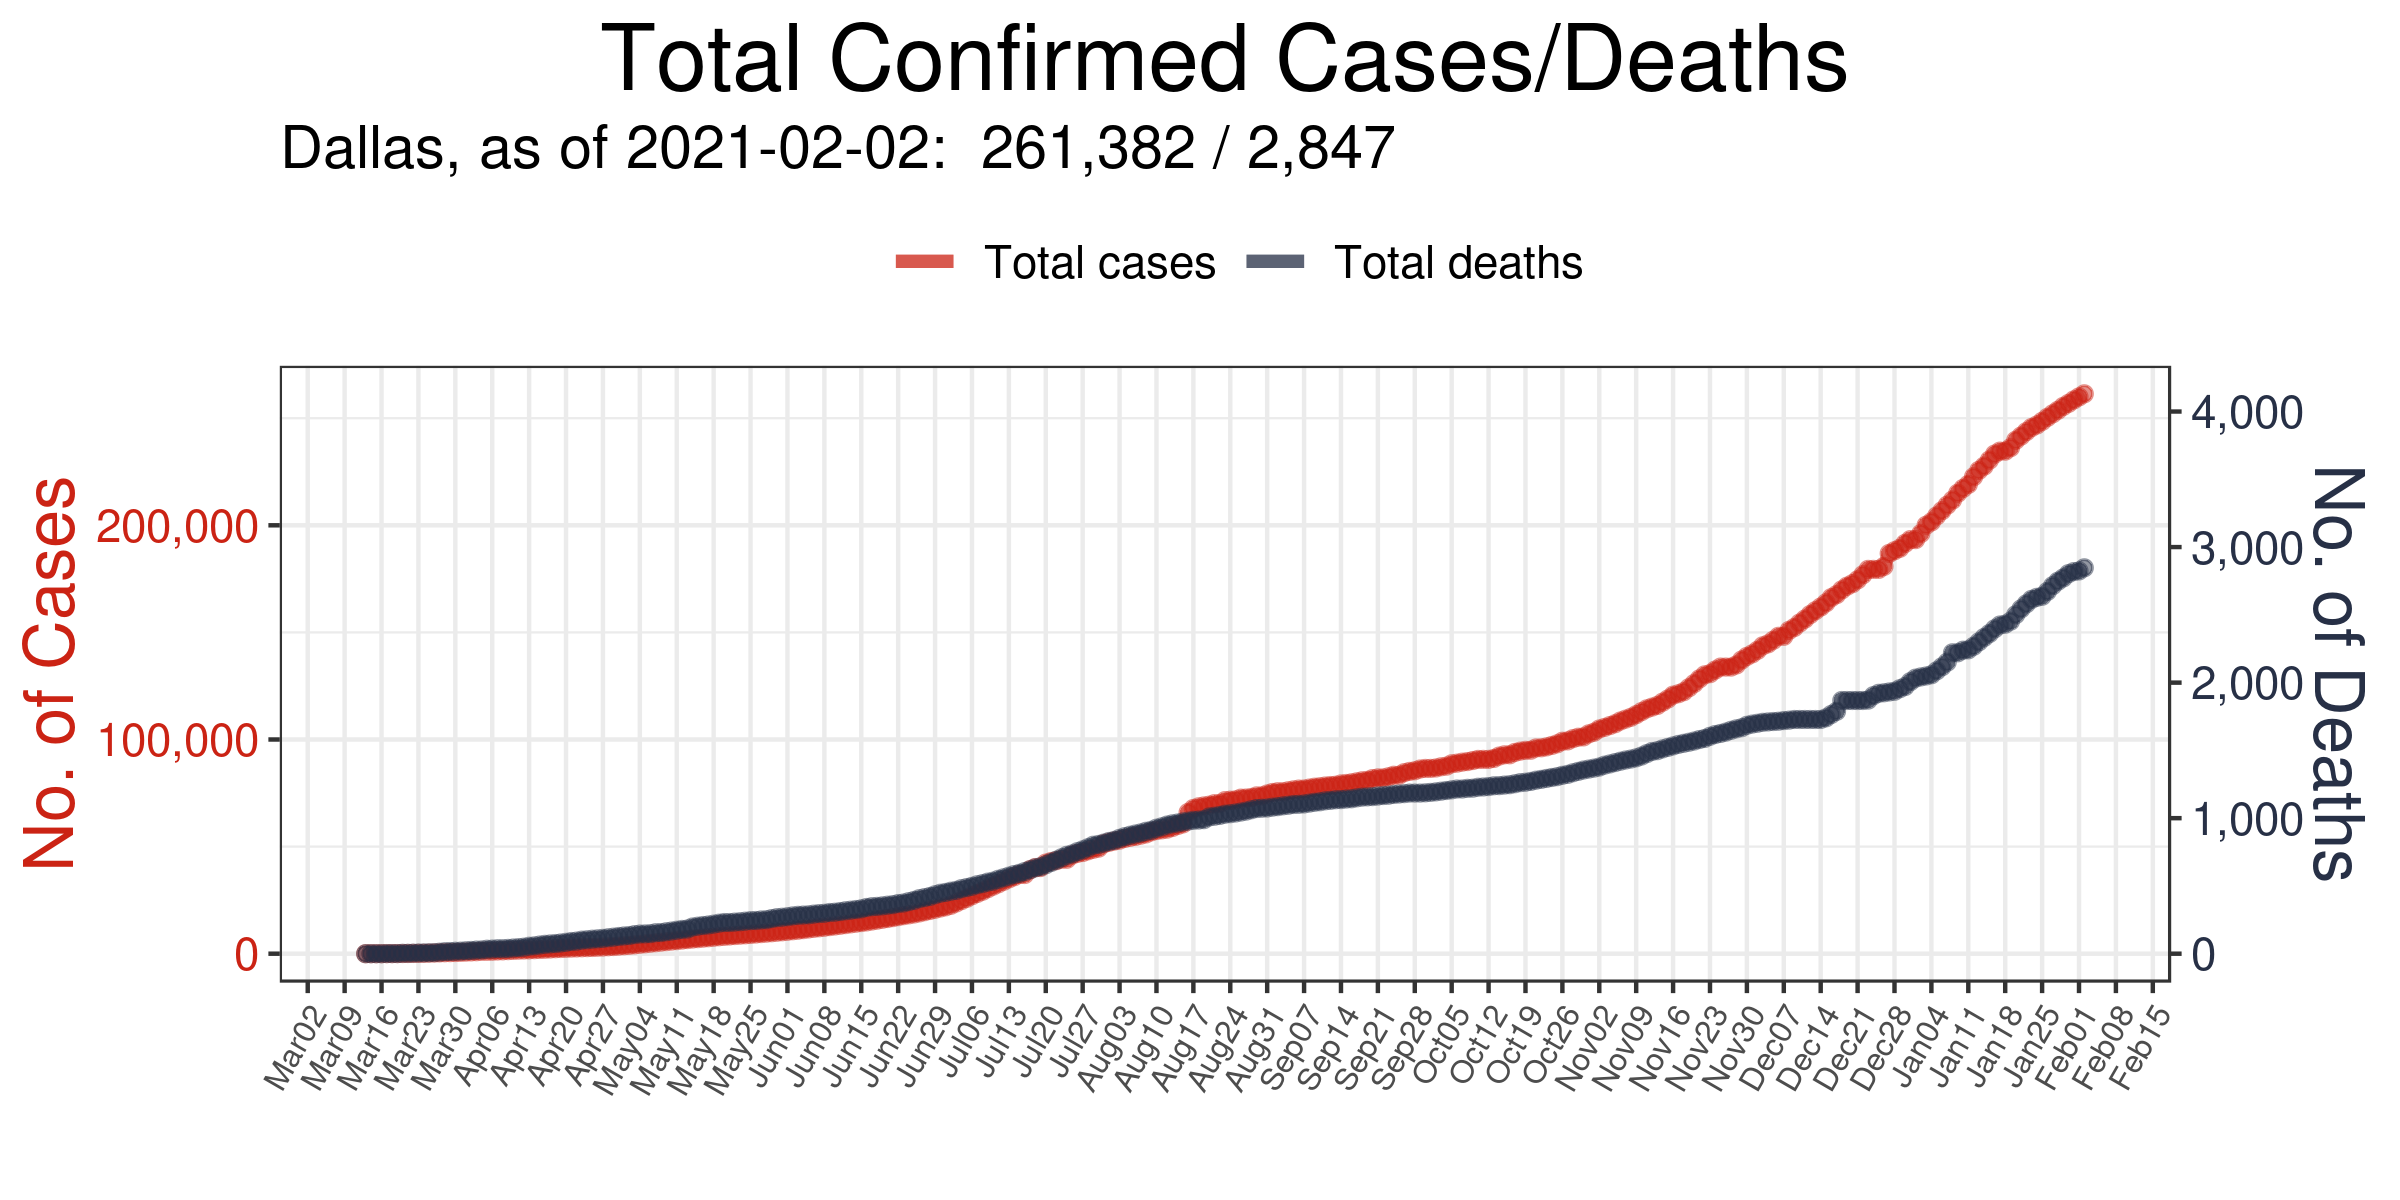 Total Confirmed Cases/Deaths
Dallas, as of 2021-02-02:  261,382 / 2,847
Total cases
Total deaths
No. of Cases
200,000
100,000
0
4,000
3,000
2,000
1,000
0
No. of Deaths
Mar02
Mar09
Mar16
Mar23
Mar30
Apr06
Apr13
Apr20
Apr27
May04
May11
May18
May25
Jun01
Jun08
Jun15
Jun22
Jun29
Jul06
Jul13
Jul20
Jul27
Aug03
Aug10
Aug17
Aug24
Aug31
Sep07
Sep14
Sep21
Sep28
Oct05
Oct12
Oct19
Oct26
Nov02
Nov09
Nov16
Nov23
Nov30
Dec07
Dec14
Dec21
Dec28
Jan04
Jan11
Jan18
Jan25
Feb01
Feb08
Feb15